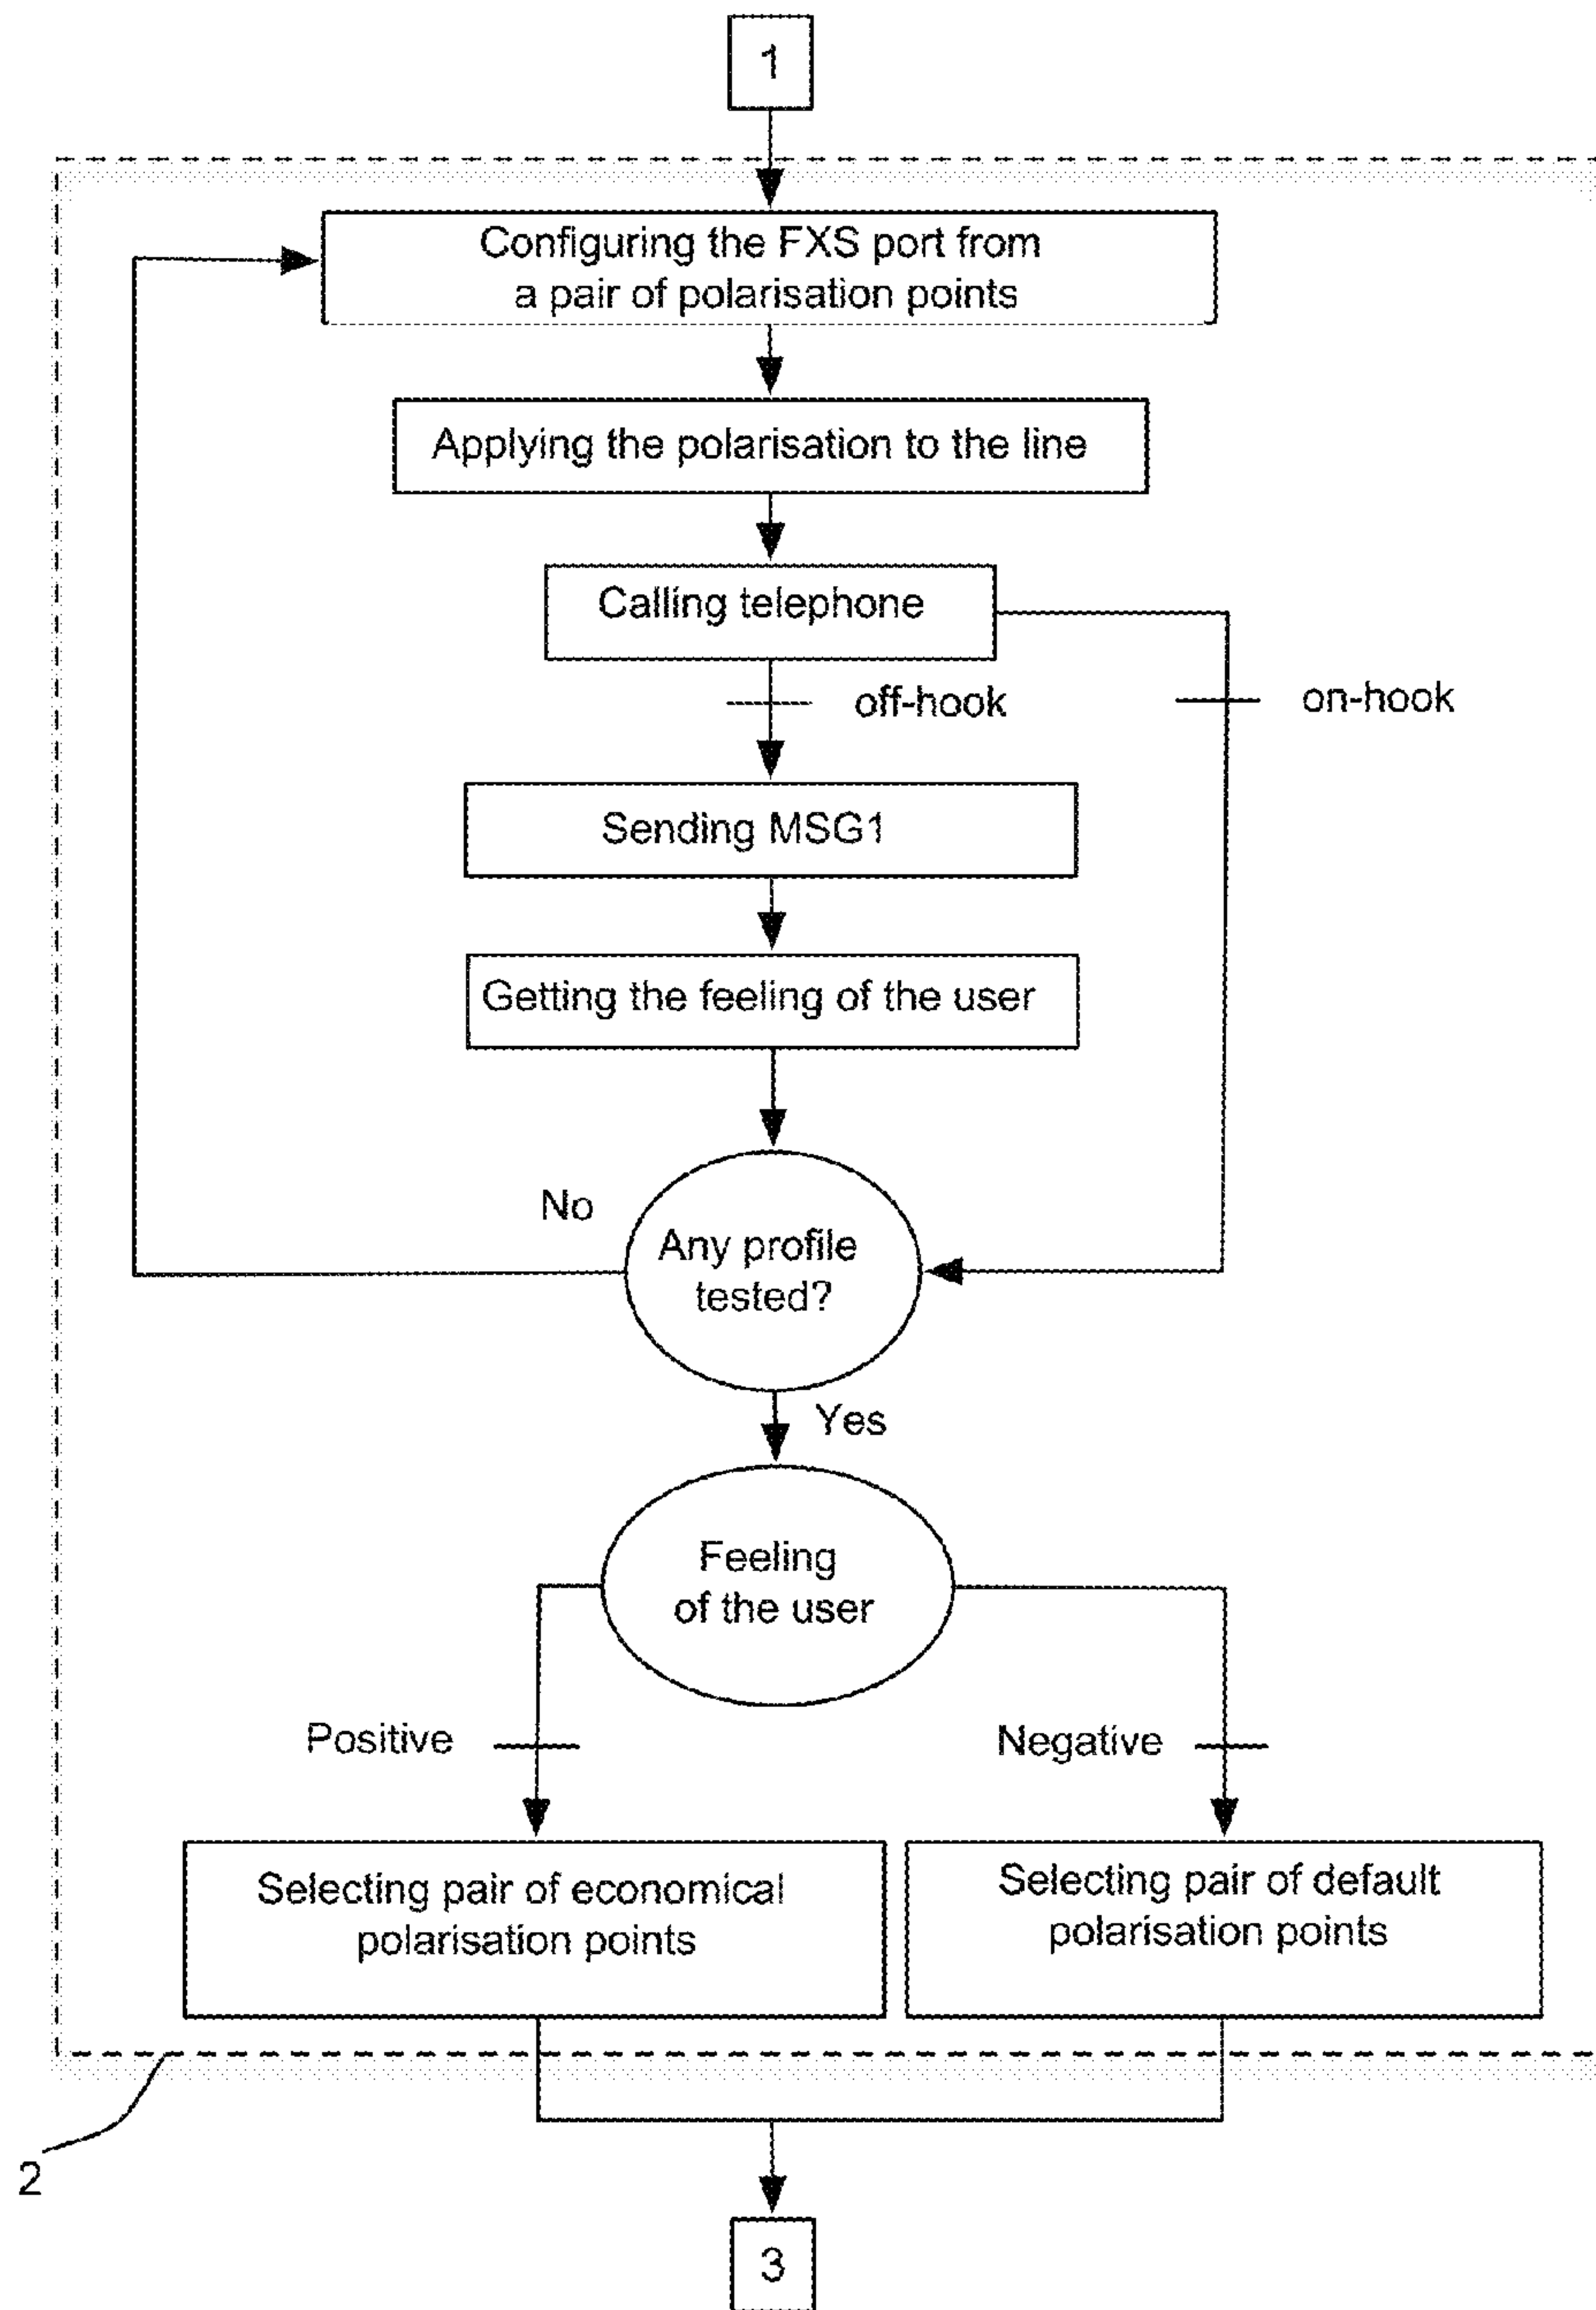 1
Configuring the FXS port from
a pair of polarisation points
Applying the polarisation to the line
Calling telephone
off-hook
on-hook
Sending MSG1
Getting the feeling of the user
No
Any profile
tested?
Yes
Feeling
of the user
Positive
Negative
Selecting pair of economical
polarisation points
Selecting pair of default
polarisation points
2
3